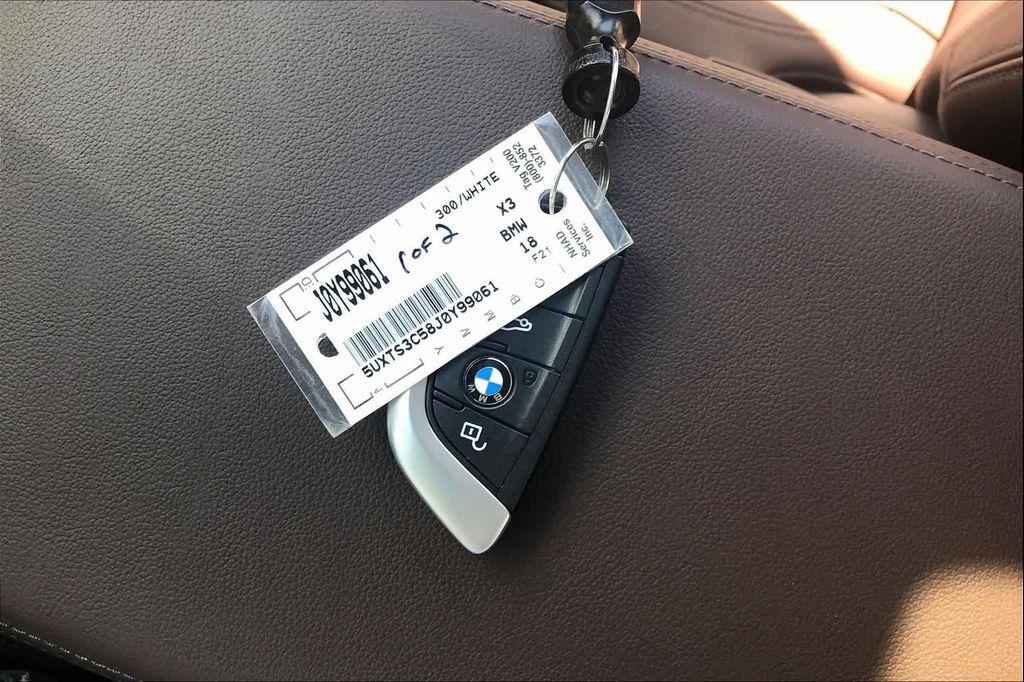 J0Y99061
1 of 2
300/WHITE
5UXTS3C58J0Y99061
X3
BMW
18
F21
Tag V200
(800)-852
3372
NHAD
Services
Inc.
Y N M B C
BMW